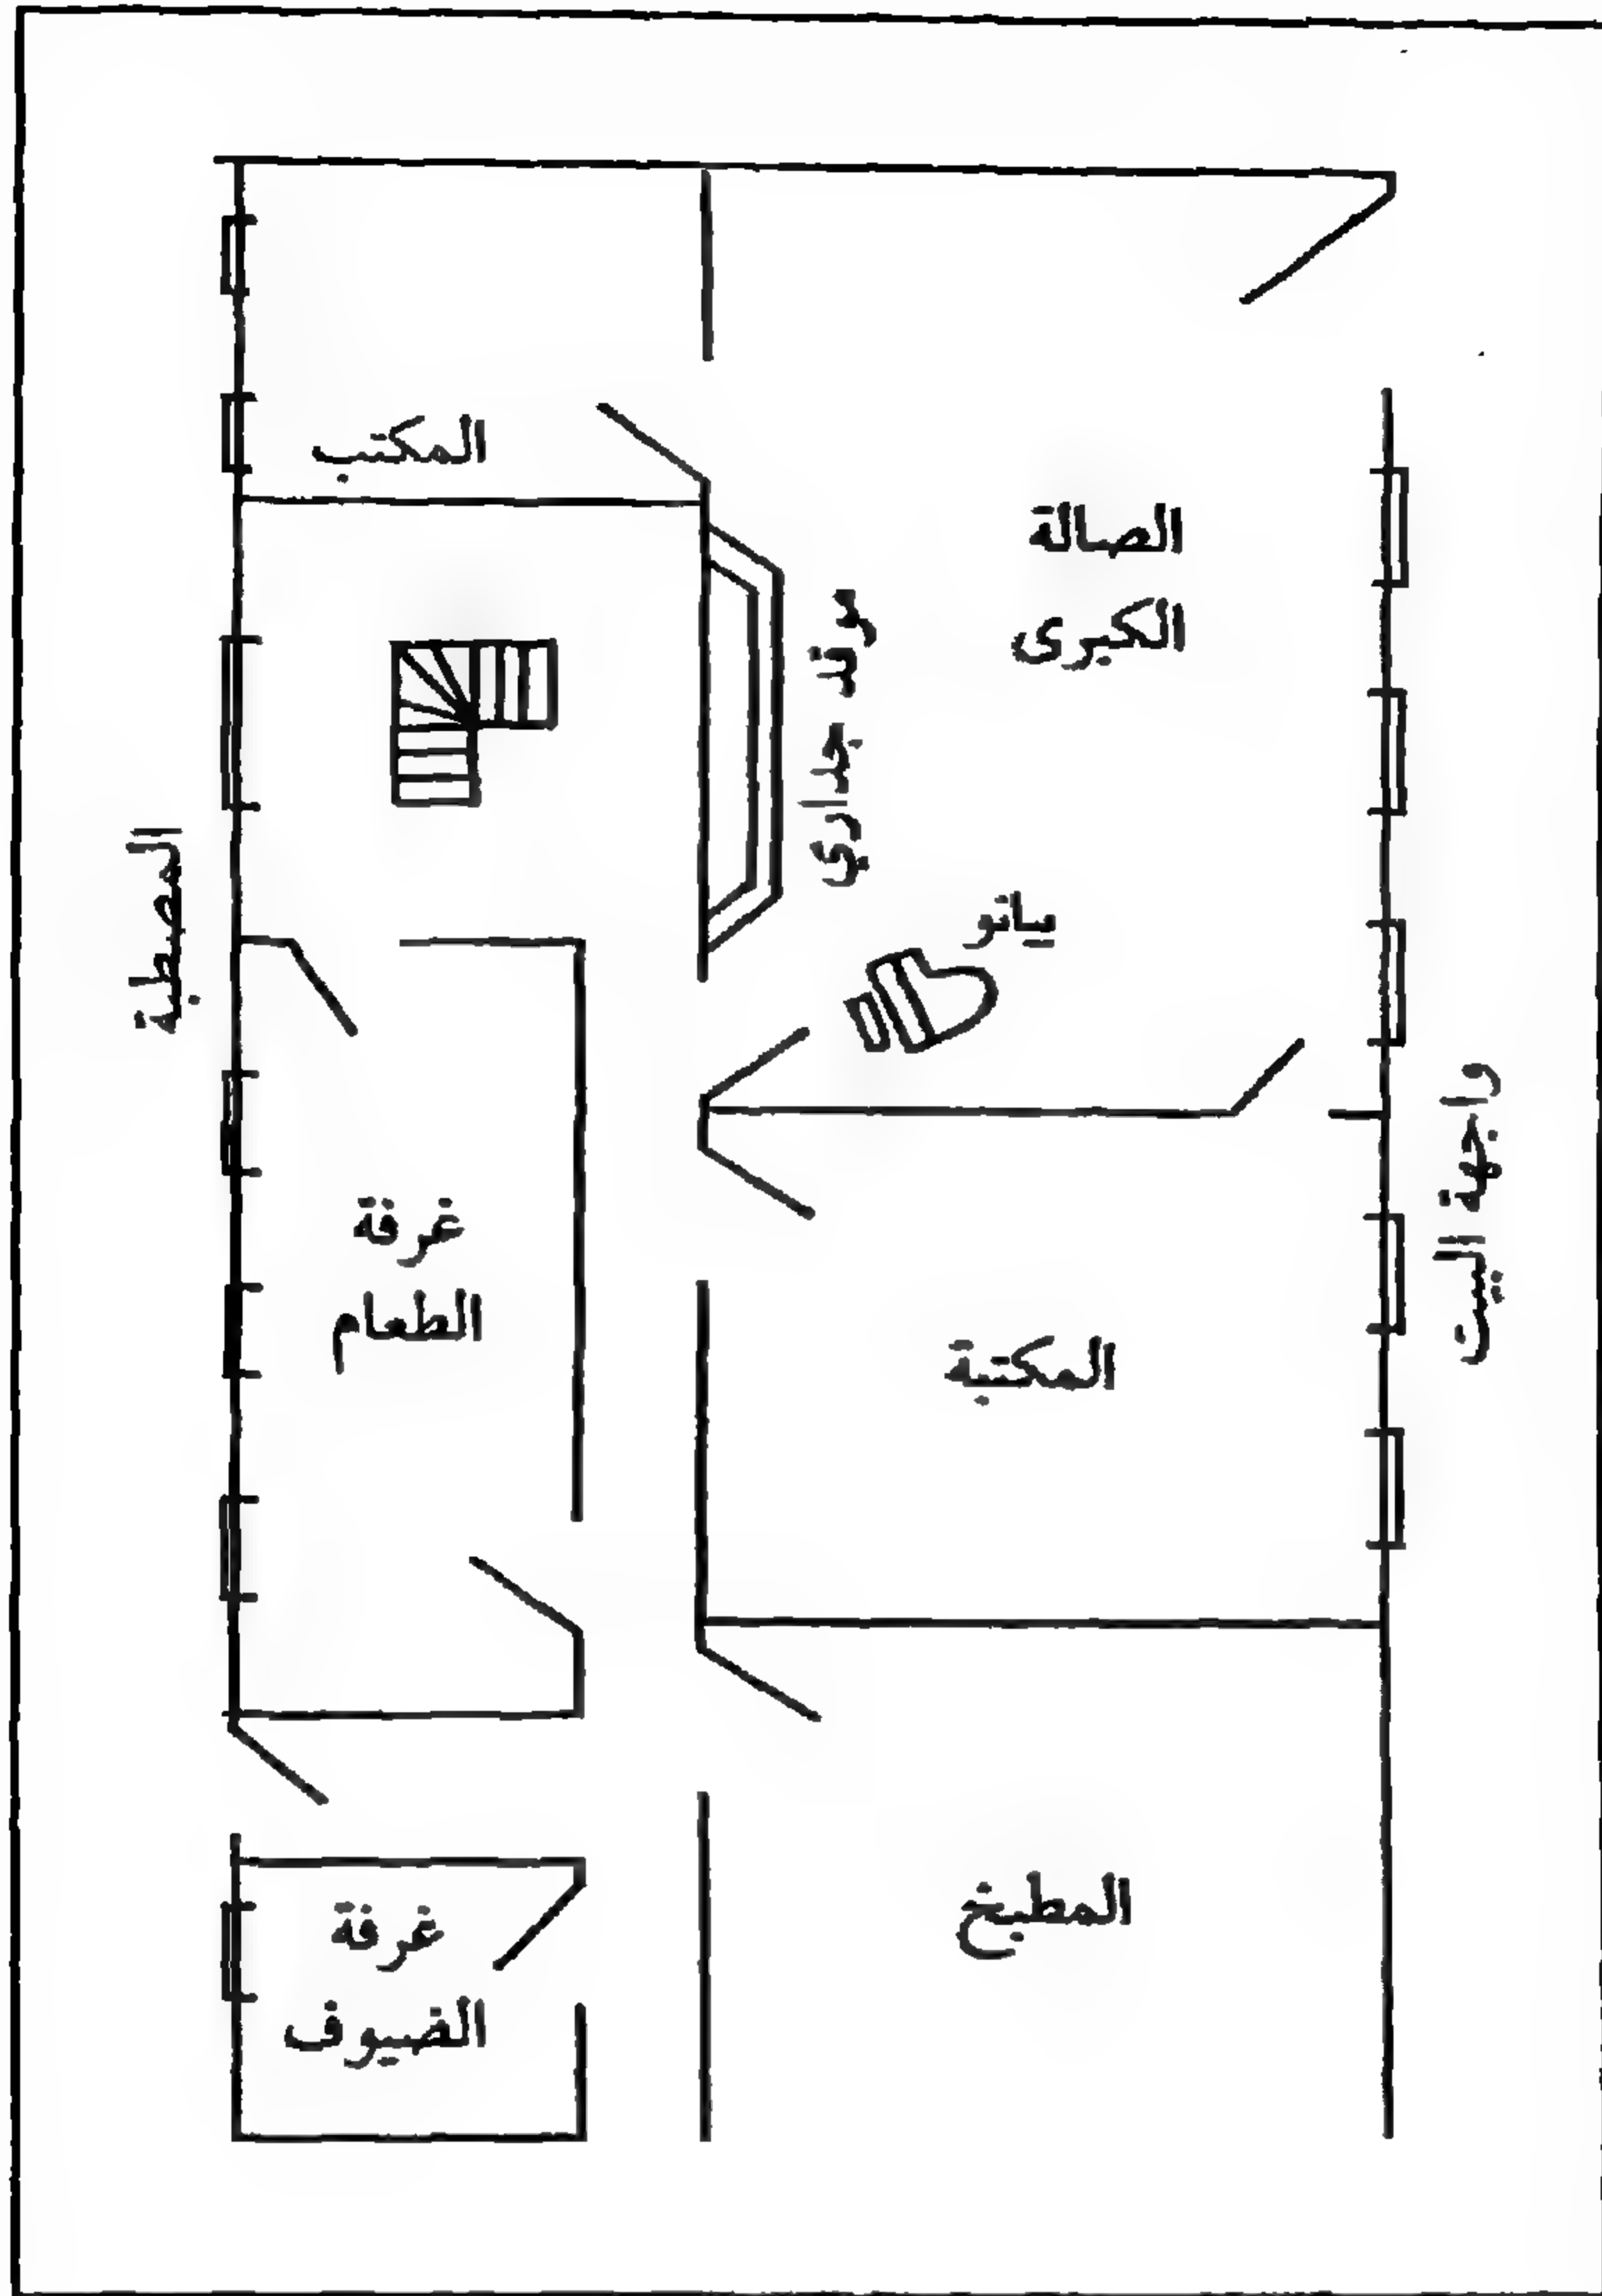 المكتب
الصالة
الكبرى
موقد جداري
بيانو
المصطبة
واجهة البيت
غرفة
الطعام
المكتبة
المطبخ
غرفة
الضيوف